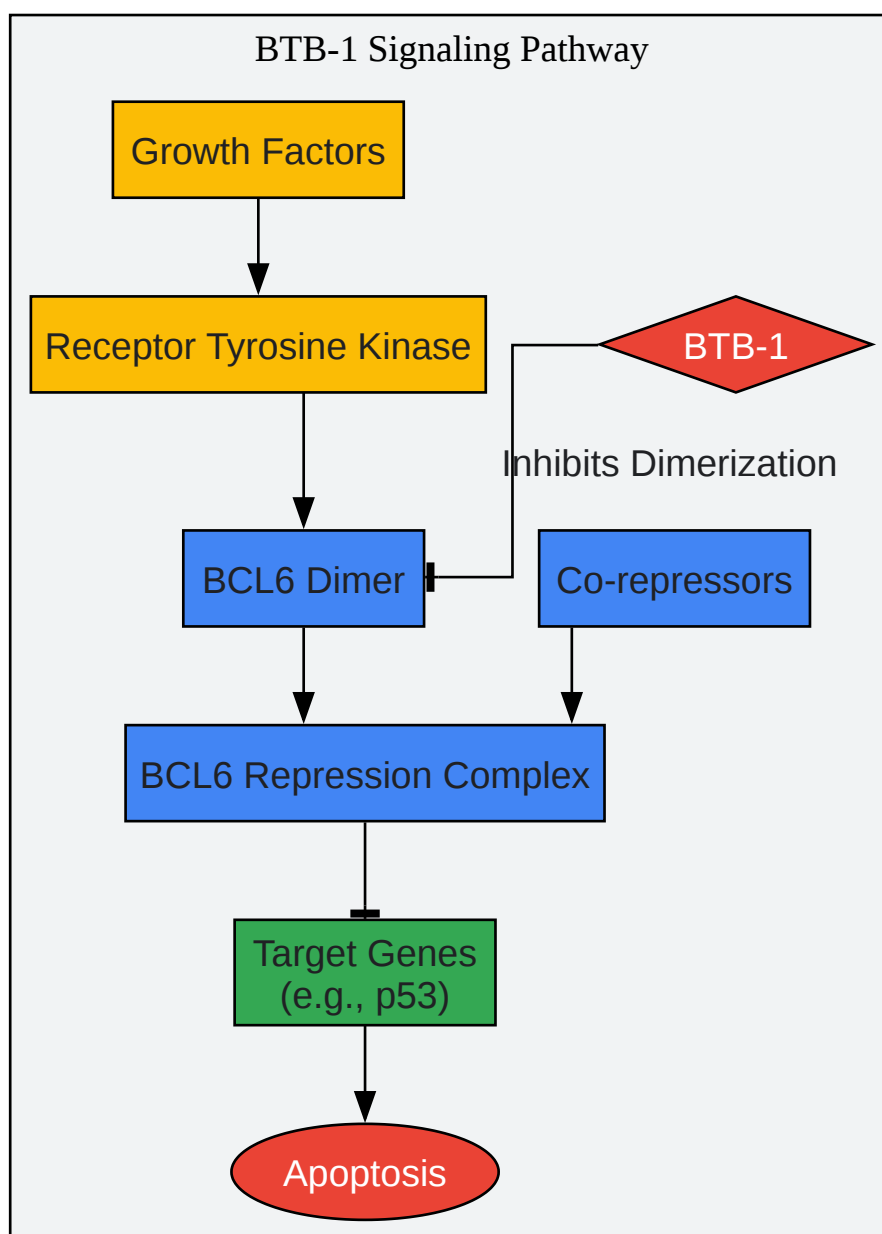 BTB-1 Signaling Pathway
Growth Factors
Receptor Tyrosine Kinase
BTB-1
Inhibits Dimerization
BCL6 Dimer
Co-repressors
BCL6 Repression Complex
Target Genes
(e.g., p53)
Apoptosis